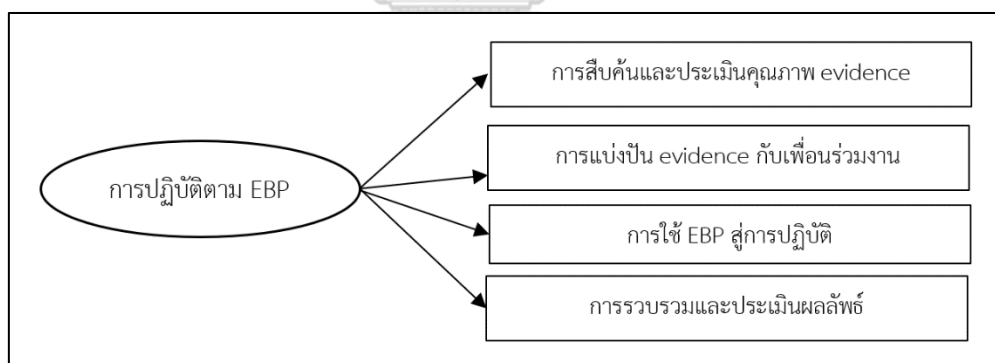 การสืบค้นและประเมินคุณภาพ evidence
การแบ่งปัน evidence กับเพื่อนร่วมงาน
การปฏิบัติตาม EBP
การใช้ EBP สู่การปฏิบัติ
การรวบรวมและประเมินผลลัพธ์